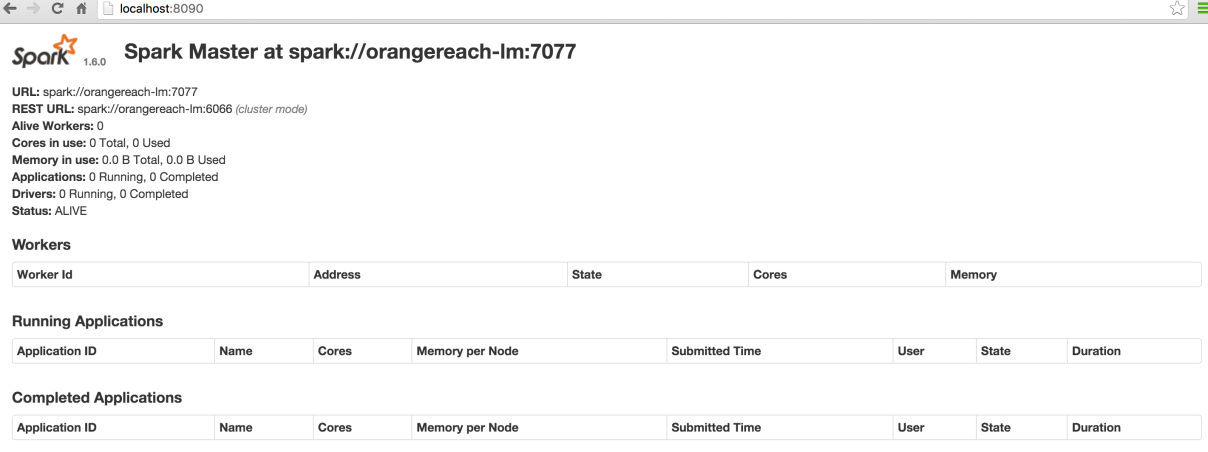 localhost:8090
Spark 1.6.0 Spark Master at spark://orangereach-lm:7077
URL: spark://orangereach-lm:7077
REST URL: spark://orangereach-lm:6066 (cluster mode)
Alive Workers: 0
Cores in use: 0 Total, 0 Used
Memory in use: 0.0 B Total, 0.0 B Used
Applications: 0 Running, 0 Completed
Drivers: 0 Running, 0 Completed
Status: ALIVE
Workers
Worker Id Address State Cores Memory
Running Applications
Application ID Name Cores Memory per Node Submitted Time User State Duration
Completed Applications
Application ID Name Cores Memory per Node Submitted Time User State Duration